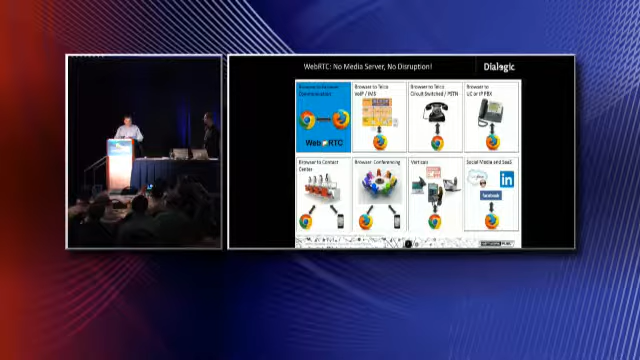 WebRTC: No Media Server, No Disruption!
Dialogic
Browser to Browser
Communication
WebRTC
Browser to Telco
VoIP / IMS
Browser to Telco
Circuit Switched / PSTN
Browser to
UC or IP PBX
Browser to Contact
Center
Browser Conferencing
Social Media and SaaS
in
facebook